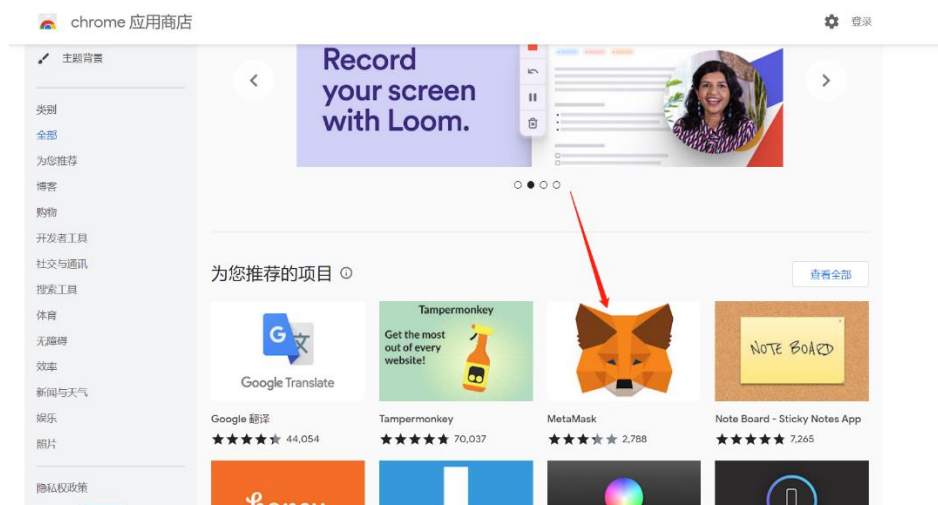 chrome 应用商店
登录
主题背景
类别
全部
为您推荐
博客
购物
开发者工具
社交与通讯
搜索工具
体育
无障碍
效率
新闻与天气
娱乐
照片
隐私权政策
Record
your screen
with Loom.
为您推荐的项目
查看全部
Google Translate
Google 翻译
44,054
Tampermonkey
Get the most
out of every
website!
Tampermonkey
70,037
MetaMask
2,788
NOTE BOARD
Note Board - Sticky Notes App
7,265